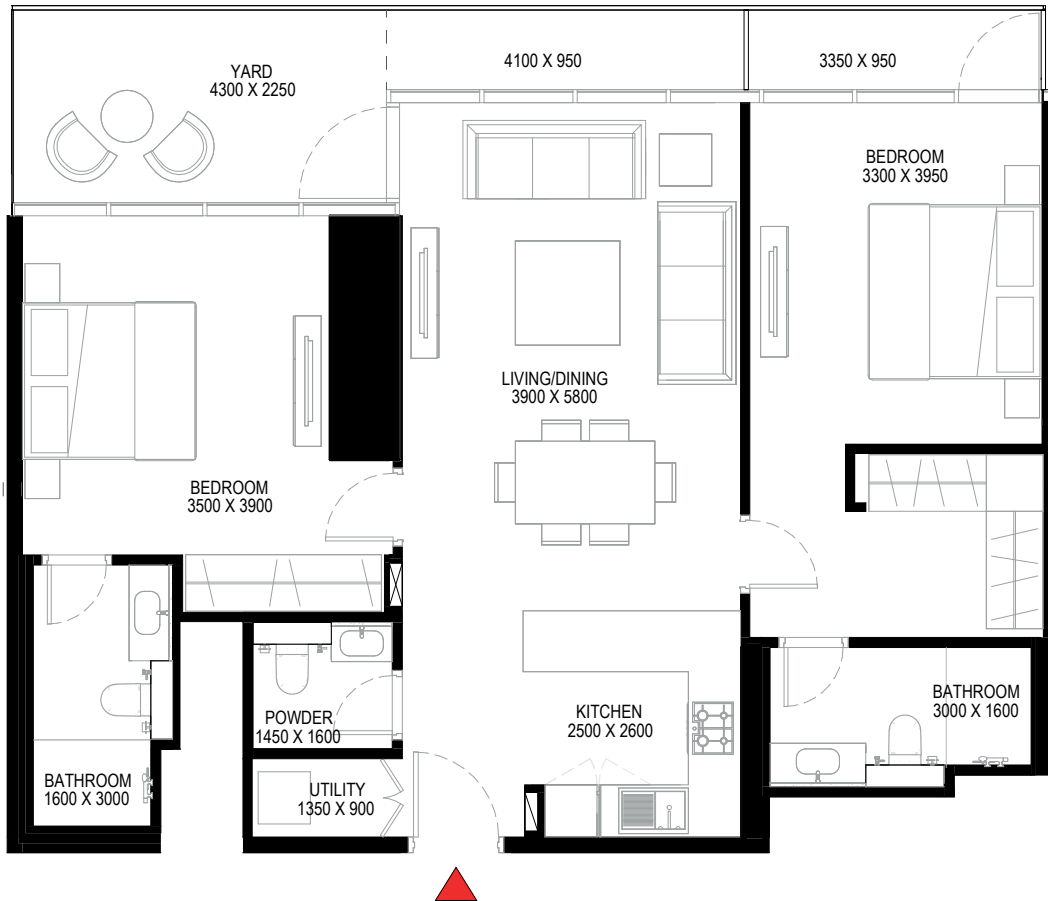 YARD
4300 X 2250
4100 X 950
3350 X 950
BEDROOM
3300 X 3950
LIVING/DINING
3900 X 5800
BEDROOM
3500 X 3900
POWDER
1450 X 1600
KITCHEN
2500 X 2600
BATHROOM
3000 X 1600
BATHROOM
1600 X 3000
UTILITY
1350 X 900